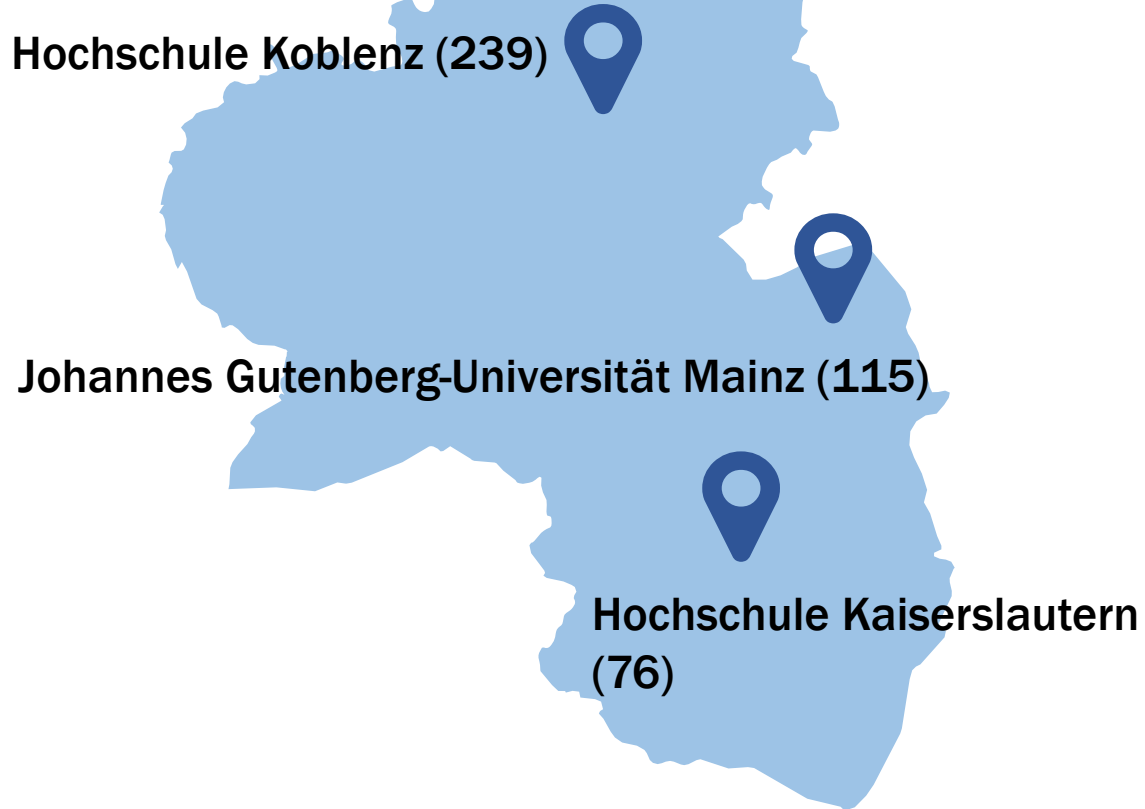 Hochschule Koblenz (239)
Johannes Gutenberg-Universität Mainz (115)
Hochschule Kaiserslautern
(76)